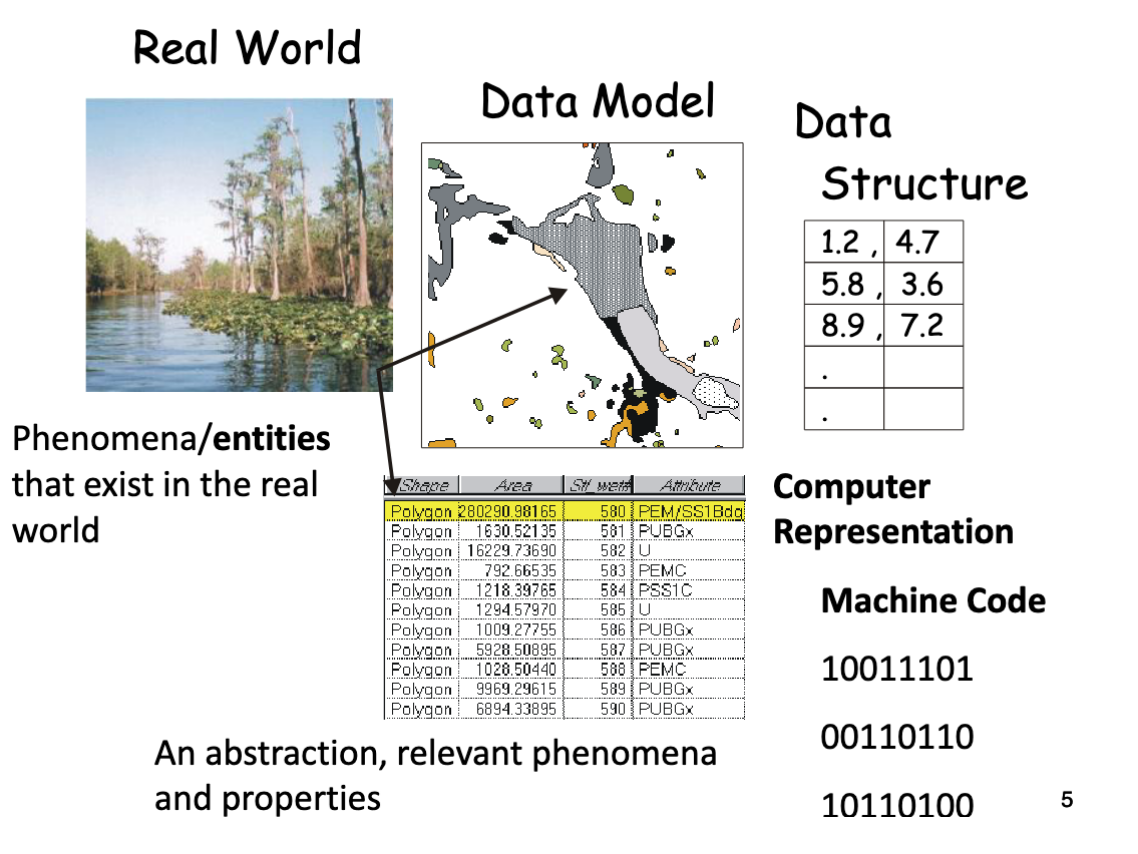 Real World
Data Model
Data
Structure
1.2 , 4.7
5.8 , 3.6
8.9 , 7.2
.
.
Phenomena/entities
that exist in the real
world
Shape Area Stl_wet# Attribute
Polygon 280290.98165 580 PEM/SS1Bdg
Polygon 1630.52135 581 PUBGx
Polygon 16229.73690 582 U
Polygon 792.66535 583 PEMC
Polygon 1218.39765 584 PSS1C
Polygon 1294.57970 585 U
Polygon 1009.27755 586 PUBGx
Polygon 5928.50895 587 PUBGx
Polygon 1028.50440 588 PEMC
Polygon 9969.29615 589 PUBGx
Polygon 6894.33895 590 PUBGx
An abstraction, relevant phenomena
and properties
Computer
Representation
Machine Code
10011101
00110110
10110100
5